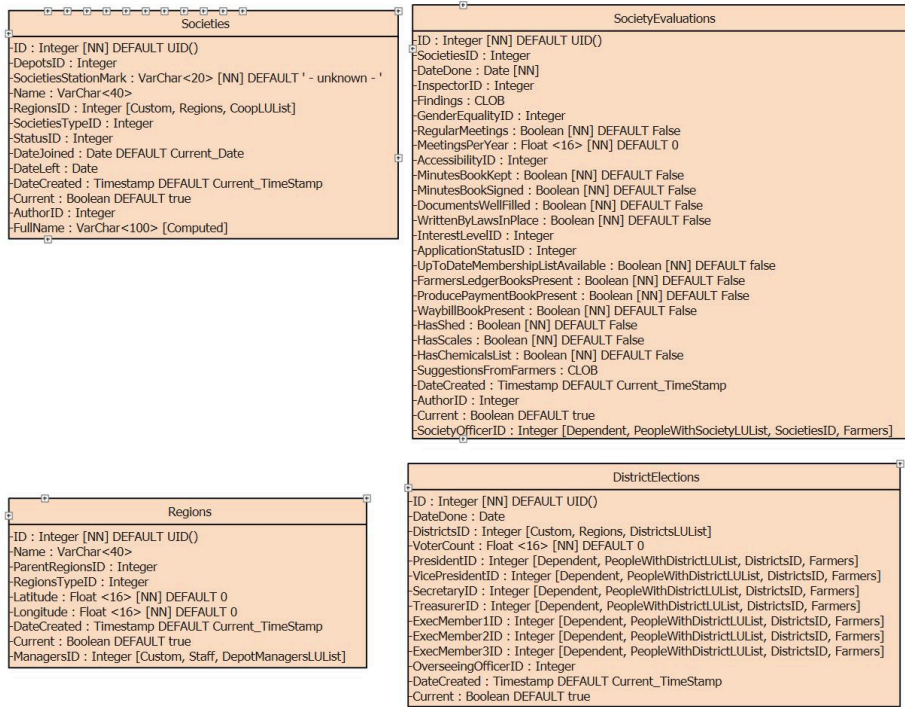 Societies
-ID : Integer [NN] DEFAULT UID()
-DepotsID : Integer
-SocietiesStationMark : VarChar<20> [NN] DEFAULT ' - unknown - '
-Name : VarChar<40>
-RegionsID : Integer [Custom, Regions, CoopLUList]
-SocietiesTypeID : Integer
-StatusID : Integer
-DateJoined : Date DEFAULT Current_Date
-DateLeft : Date
-DateCreated : Timestamp DEFAULT Current_TimeStamp
-Current : Boolean DEFAULT true
-AuthorID : Integer
-FullName : VarChar<100> [Computed]
SocietyEvaluations
-ID : Integer [NN] DEFAULT UID()
-SocietiesID : Integer
-DateDone : Date [NN]
-InspectorID : Integer
-Findings : CLOB
-GenderEqualityID : Integer
-RegularMeetings : Boolean [NN] DEFAULT False
-MeetingsPerYear : Float <16> [NN] DEFAULT 0
-AccessibilityID : Integer
-MinutesBookKept : Boolean [NN] DEFAULT False
-MinutesBookSigned : Boolean [NN] DEFAULT False
-DocumentsWellFilled : Boolean [NN] DEFAULT False
-WrittenByLawsInPlace : Boolean [NN] DEFAULT False
-InterestLevelID : Integer
-ApplicationStatusID : Integer
-UpToDateMembershipListAvailable : Boolean [NN] DEFAULT false
-FarmersLedgerBooksPresent : Boolean [NN] DEFAULT False
-ProducePaymentBookPresent : Boolean [NN] DEFAULT False
-WaybillBookPresent : Boolean [NN] DEFAULT False
-HasShed : Boolean [NN] DEFAULT False
-HasScales : Boolean [NN] DEFAULT False
-HasChemicalsList : Boolean [NN] DEFAULT False
-SuggestionsFromFarmers : CLOB
-DateCreated : Timestamp DEFAULT Current_TimeStamp
-AuthorID : Integer
-Current : Boolean DEFAULT true
-SocietyOfficerID : Integer [Dependent, PeopleWithSocietyLUList, SocietiesID, Farmers]
Regions
-ID : Integer [NN] DEFAULT UID()
-Name : VarChar<40>
-ParentRegionsID : Integer
-RegionsTypeID : Integer
-Latitude : Float <16> [NN] DEFAULT 0
-Longitude : Float <16> [NN] DEFAULT 0
-DateCreated : Timestamp DEFAULT Current_TimeStamp
-Current : Boolean DEFAULT true
-ManagersID : Integer [Custom, Staff, DepotManagersLUList]
DistrictElections
-ID : Integer [NN] DEFAULT UID()
-DateDone : Date
-DistrictsID : Integer [Custom, Regions, DistrictsLUList]
-VoterCount : Float <16> [NN] DEFAULT 0
-PresidentID : Integer [Dependent, PeopleWithDistrictLUList, DistrictsID, Farmers]
-VicePresidentID : Integer [Dependent, PeopleWithDistrictLUList, DistrictsID, Farmers]
-SecretaryID : Integer [Dependent, PeopleWithDistrictLUList, DistrictsID, Farmers]
-TreasurerID : Integer [Dependent, PeopleWithDistrictLUList, DistrictsID, Farmers]
-ExecMember1ID : Integer [Dependent, PeopleWithDistrictLUList, DistrictsID, Farmers]
-ExecMember2ID : Integer [Dependent, PeopleWithDistrictLUList, DistrictsID, Farmers]
-ExecMember3ID : Integer [Dependent, PeopleWithDistrictLUList, DistrictsID, Farmers]
-OverseeingOfficerID : Integer
-DateCreated : Timestamp DEFAULT Current_TimeStamp
-Current : Boolean DEFAULT true